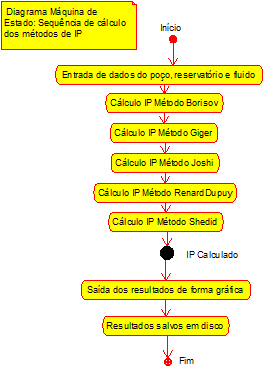 Diagrama Máquina de
Estado: Sequência de cálculo
dos métodos de IP
Início
Entrada de dados do poço, reservatório e fluido
Cálculo IP Método Borisov
Cálculo IP Método Giger
Cálculo IP Método Joshi
Cálculo IP Método RenardDupuy
Cálculo IP Método Shedid
IP Calculado
Saída dos resultados de forma gráfica
Resultados salvos em disco
Fim